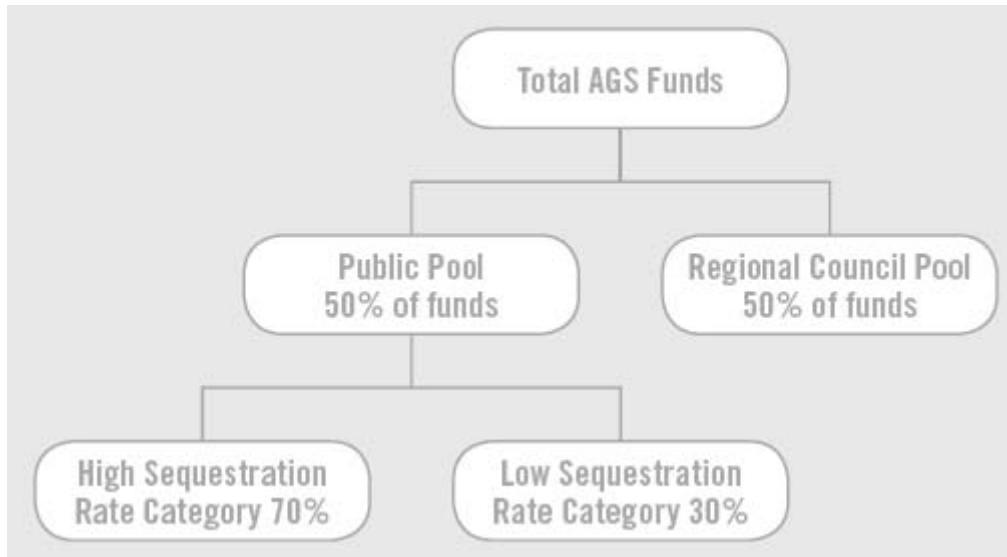 Total AGS Funds
Public Pool
50% of funds
Regional Council Pool
50% of funds
High Sequestration
Rate Category 70%
Low Sequestration
Rate Category 30%